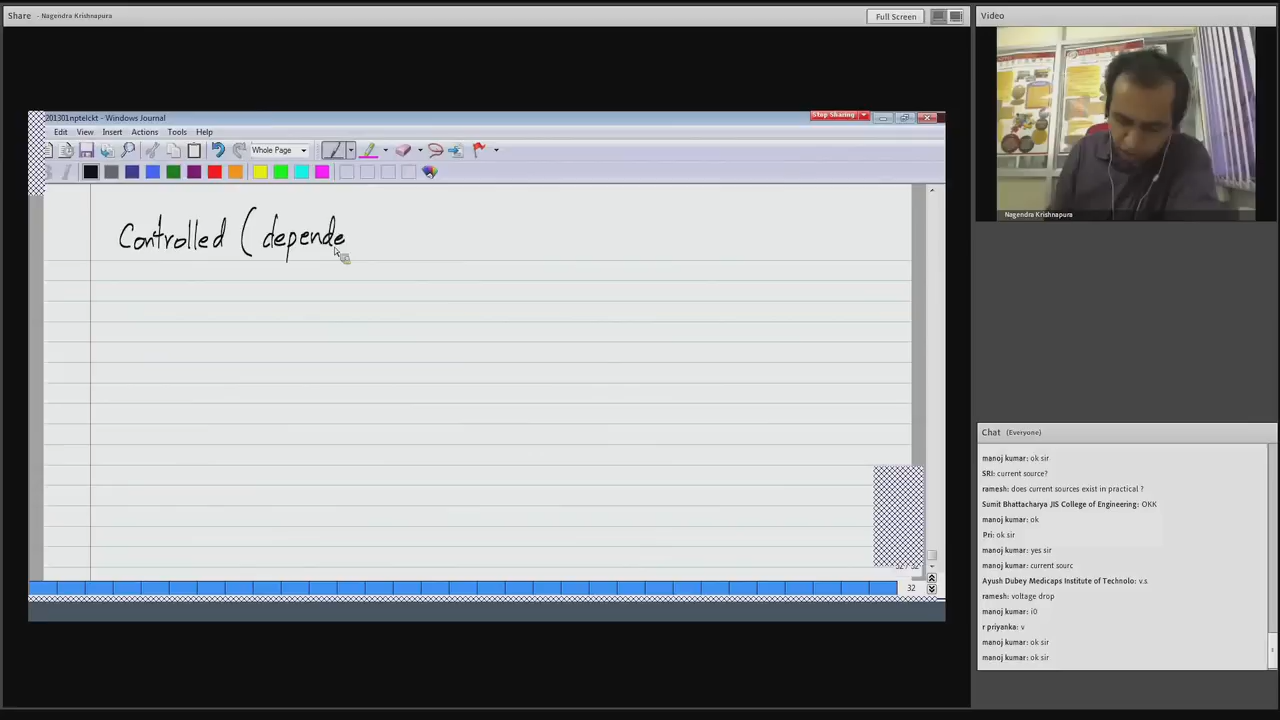 Share - Nagendra Krishnapura
Full Screen
Video
201301nptelckt - Windows Journal
Stop Sharing
Edit View Insert Actions Tools Help
Whole Page
Controlled ( depende
Nagendra Krishnapura
32
Chat (Everyone)
manoj kumar: ok sir
SRI: current source?
ramesh: does current sources exist in practical ?
Sumit Bhattacharya JIS College of Engineering: OKK
manoj kumar: ok
Pri: ok sir
manoj kumar: yes sir
manoj kumar: current sourc
Ayush Dubey Medicaps Institute of Technolo: v.s.
ramesh: voltage drop
manoj kumar: i0
r priyanka: v
manoj kumar: ok sir
manoj kumar: ok sir